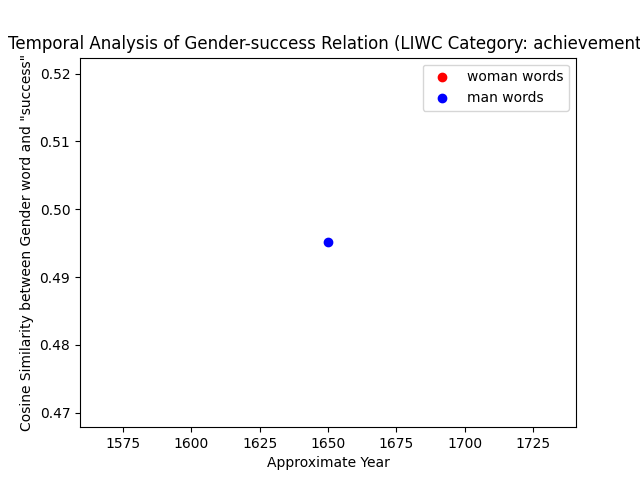 Temporal Analysis of Gender-success Relation (LIWC Category: achievement
woman words
man words
0.52
0.51
0.50
0.49
0.48
0.47
Cosine Similarity between Gender word and "success"
1575 1600 1625 1650 1675 1700 1725
Approximate Year